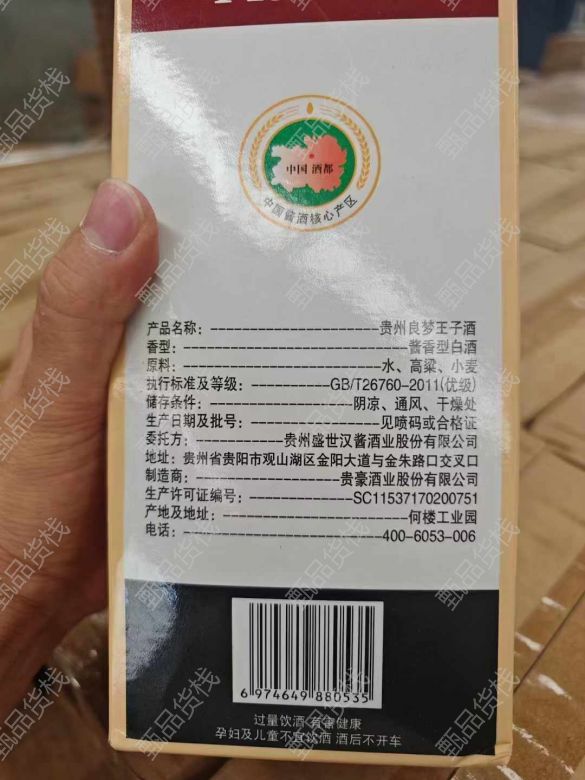 中国 酒都
中国酱酒核心产区
产品名称：贵州良梦王子酒
香型：酱香型白酒
原料：水、高粱、小麦
执行标准及等级：GB/T26760-2011(优级)
储存条件：阴凉、通风、干燥处
生产日期及批号：见喷码或合格证
委托方：贵州盛世汉酱酒业股份有限公司
地址：贵州省贵阳市观山湖区金阳大道与金朱路口交叉口
制造商：贵豪酒业股份有限公司
生产许可证编号：SC11537170200751
产地及地址：何楼工业园
电话：400-6053-006
6 974649 880535
过量饮酒 有害健康
孕妇及儿童不宜饮酒 酒后不开车
甄品货栈